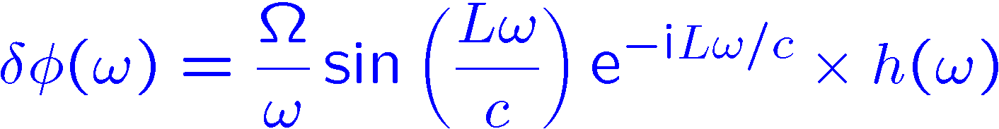 δϕ(ω) = Ω/ω sin (Lω/c) e^{−iLω/c} × h(ω)